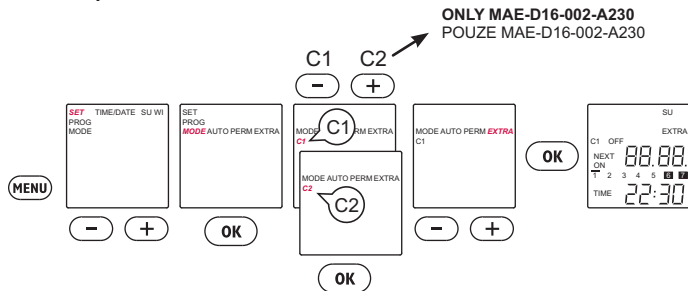 ONLY MAE-D16-002-A230
POUZE MAE-D16-002-A230
C1 C2
− +
MENU
SET TIME/DATE SU WI
PROG
MODE
− +
SET
PROG
MODE AUTO PERM EXTRA
OK
MODE RM EXTRA
C1
C1
MODE AUTO PERM EXTRA
C2
C2
OK
MODE AUTO PERM EXTRA
C1
− +
OK
SU
EXTRA
C1 OFF
NEXT 88.88.
ON
1 2 3 4 5 6 7
TIME 22:30